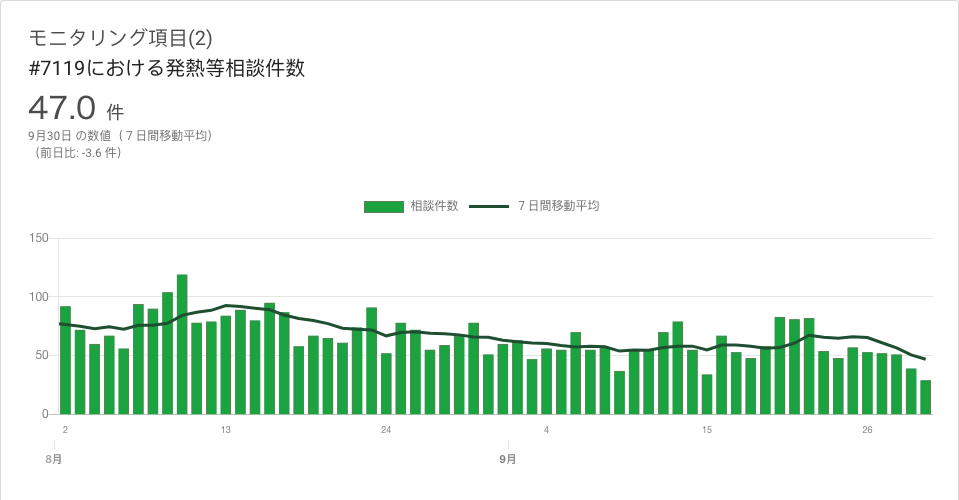 モニタリング項目(2)
#7119における発熱等相談件数
47.0 件
9月30日 の数値（７日間移動平均）
（前日比: -3.6 件）
相談件数 ７日間移動平均
150
100
50
0
2 13 24 4 15 26
8月 9月